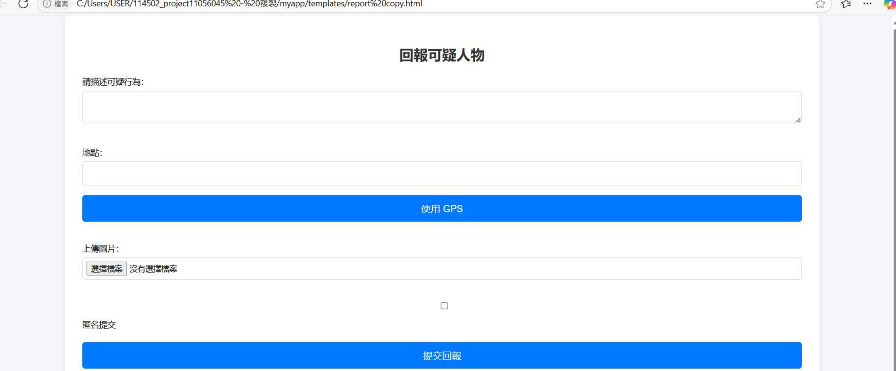 檔案 C:/Users/USER/114502_project11056045%20-%20複製/myapp/templates/report%20copy.html
回報可疑人物
請描述可疑行為:
地點:
使用 GPS
上傳圖片:
選擇檔案 沒有選擇檔案
匿名提交
提交回報